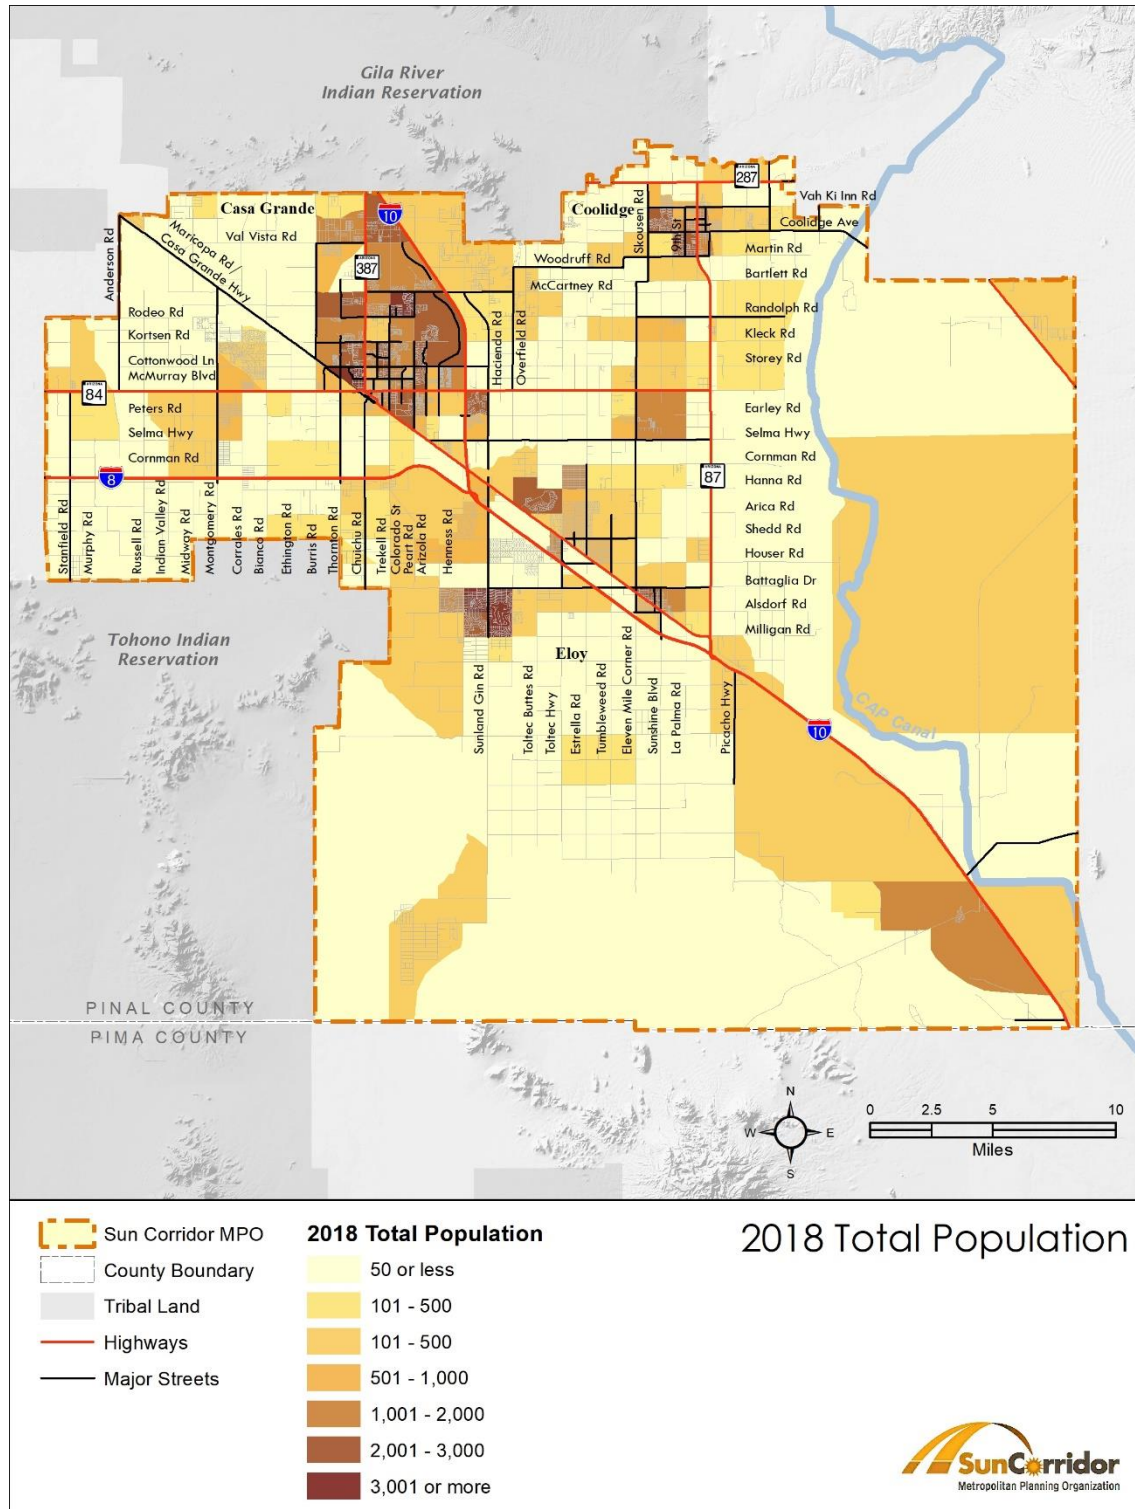 Gila River
Indian Reservation
ARIZONA
287
Vah Ki Inn Rd
Casa Grande
10
Coolidge
Skousen Rd
9th St
Coolidge Ave
Val Vista Rd
Maricopa Rd /
Casa Grande Hwy
Anderson Rd
ARIZONA
387
Woodruff Rd
Martin Rd
McCartney Rd
Bartlett Rd
Rodeo Rd
Kortsen Rd
Cottonwood Ln
McMurray Blvd
Hacienda Rd
Overfield Rd
Randolph Rd
Kleck Rd
Storey Rd
ARIZONA
84
Peters Rd
Selma Hwy
Cornman Rd
8
Earley Rd
Selma Hwy
Cornman Rd
ARIZONA
87
Hanna Rd
Arica Rd
Shedd Rd
Houser Rd
Battaglia Dr
Alsdorf Rd
Milligan Rd
Stanfield Rd
Murphy Rd
Russell Rd
Indian Valley Rd
Midway Rd
Montgomery Rd
Corrales Rd
Bianco Rd
Ethington Rd
Burris Rd
Thornton Rd
Chuichu Rd
Trekell Rd
Colorado St
Peart Rd
Arizola Rd
Henness Rd
Tohono Indian
Reservation
Eloy
Sunland Gin Rd
Toltec Buttes Rd
Toltec Hwy
Estrella Rd
Tumbleweed Rd
Eleven Mile Corner Rd
Sunshine Blvd
La Palma Rd
Picacho Hwy
10
CAP Canal
PINAL COUNTY
PIMA COUNTY
N
W E
S
0 2.5 5 10
Miles
2018 Total Population
Sun Corridor MPO
County Boundary
Tribal Land
Highways
Major Streets
2018 Total Population
50 or less
101 - 500
101 - 500
501 - 1,000
1,001 - 2,000
2,001 - 3,000
3,001 or more
SunCorridor
Metropolitan Planning Organization